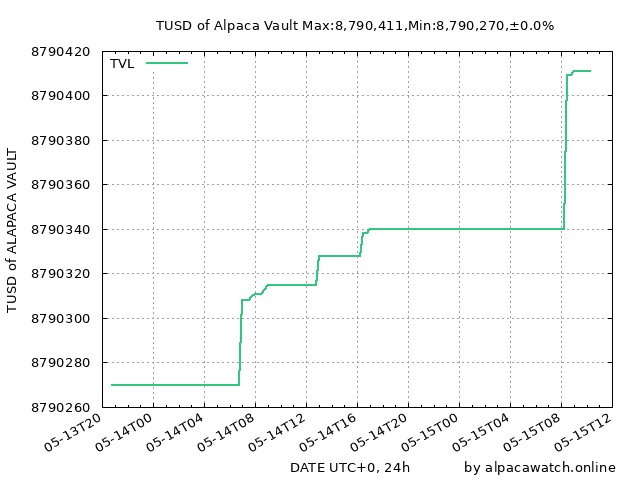 TUSD of Alpaca Vault Max:8,790,411,Min:8,790,270,±0.0%
TVL
8790420
8790400
8790380
8790360
8790340
8790320
8790300
8790280
8790260
TUSD of ALAPACA VAULT
05-13T20
05-14T00
05-14T04
05-14T08
05-14T12
05-14T16
05-14T20
05-15T00
05-15T04
05-15T08
05-15T12
DATE UTC+0, 24h
by alpacawatch.online